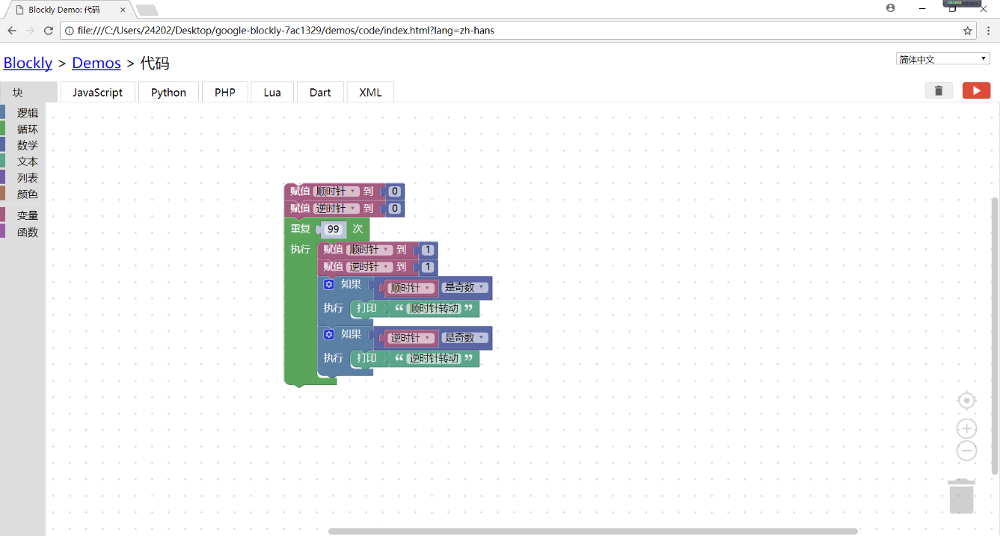 Blockly Demo: 代码
file:///C:/Users/24202/Desktop/google-blockly-7ac1329/demos/code/index.html?lang=zh-hans
Blockly > Demos > 代码
简体中文
块 JavaScript Python PHP Lua Dart XML
逻辑
循环
数学
文本
列表
颜色
变量
函数
赋值 顺时针 到 0
赋值 逆时针 到 0
重复 99 次
执行 赋值 顺时针 到 1
赋值 逆时针 到 1
如果 顺时针 是奇数
执行 打印 “ 顺时针转动 ”
如果 逆时针 是奇数
执行 打印 “ 逆时针转动 ”